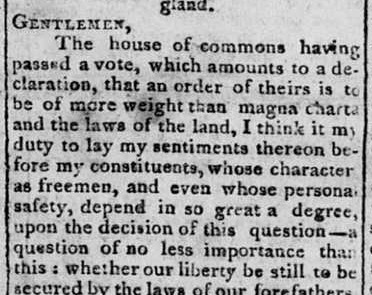 gland.
GENTLEMEN,
The house of commons having
passed a vote, which amounts to a de-
claration, that an order of theirs is to
be of more weight than magna charta
and the laws of the land, I think it my
duty to lay my sentiments thereon be-
fore my constituents, whose character
as freemen, and even whose personal
safety, depend in so great a degree,
upon the decision of this question—a
question of no less importance than
this: whether our liberty be still to be
secured by the laws of our forefathers